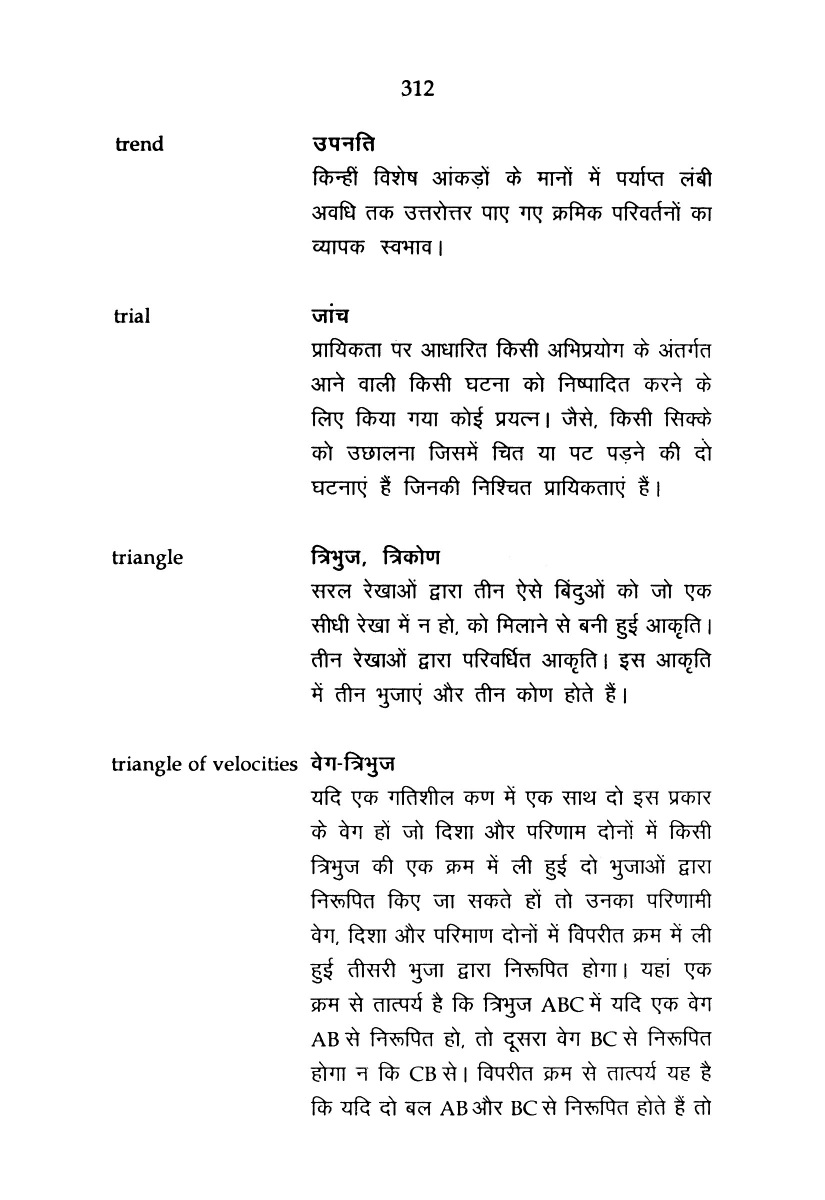 312
trend उपनति
किन्हीं विशेष आंकड़ों के मानों में पर्याप्त लंबी
अवधि तक उत्तरोत्तर पाए गए क्रमिक परिवर्तनों का
व्यापक स्वभाव।
trial जांच
प्रायिकता पर आधारित किसी अभिप्रयोग के अंतर्गत
आने वाली किसी घटना को निष्पादित करने के
लिए किया गया कोई प्रयत्न। जैसे, किसी सिक्के
को उछालना जिसमें चित या पट पड़ने की दो
घटनाएं हैं जिनकी निश्चित प्रायिकताएं हैं।
triangle त्रिभुज, त्रिकोण
सरल रेखाओं द्वारा तीन ऐसे बिंदुओं को जो एक
सीधी रेखा में न हो, को मिलाने से बनी हुई आकृति।
तीन रेखाओं द्वारा परिवर्धित आकृति। इस आकृति
में तीन भुजाएं और तीन कोण होते हैं।
triangle of velocities वेग-त्रिभुज
यदि एक गतिशील कण में एक साथ दो इस प्रकार
के वेग हों जो दिशा और परिणाम दोनों में किसी
त्रिभुज की एक क्रम में ली हुई दो भुजाओं द्वारा
निरूपित किए जा सकते हों तो उनका परिणामी
वेग, दिशा और परिमाण दोनों में विपरीत क्रम में ली
हुई तीसरी भुजा द्वारा निरूपित होगा। यहां एक
क्रम से तात्पर्य है कि त्रिभुज ABC में यदि एक वेग
AB से निरूपित हो, तो दूसरा वेग BC से निरूपित
होगा न कि CB से। विपरीत क्रम से तात्पर्य यह है
कि यदि दो बल AB और BC से निरूपित होते हैं तो